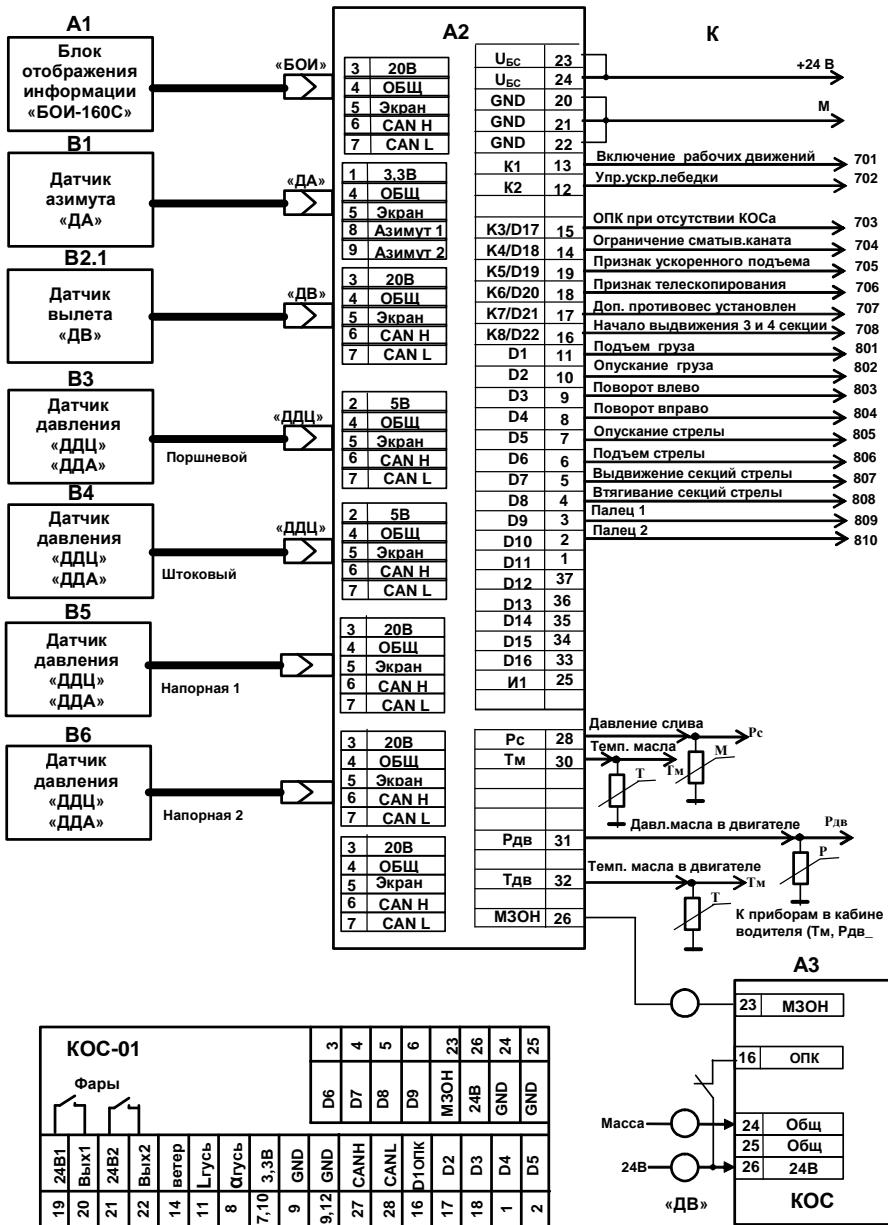 А1
Блок
отображения
информации
«БОИ-160С»
«БОИ»
В1
Датчик
азимута
«ДА»
«ДА»
В2.1
Датчик
вылета
«ДВ»
«ДВ»
В3
Датчик
давления
«ДДЦ»
«ДДА»
Поршневой
«ДДЦ»
В4
Датчик
давления
«ДДЦ»
«ДДА»
Штоковый
«ДДЦ»
В5
Датчик
давления
«ДДЦ»
«ДДА»
Напорная 1
В6
Датчик
давления
«ДДЦ»
«ДДА»
Напорная 2
А2
3 20В
4 ОБЩ
5 Экран
6 CAN H
7 CAN L
1 3,3В
4 ОБЩ
5 Экран
8 Азимут 1
9 Азимут 2
3 20В
4 ОБЩ
5 Экран
6 CAN H
7 CAN L
2 5В
4 ОБЩ
5 Экран
6 CAN H
7 CAN L
2 5В
4 ОБЩ
5 Экран
6 CAN H
7 CAN L
3 20В
4 ОБЩ
5 Экран
6 CAN H
7 CAN L
3 20В
4 ОБЩ
5 Экран
6 CAN H
7 CAN L
3 20В
4 ОБЩ
5 Экран
6 CAN H
7 CAN L
К
UБС 23
UБС 24 +24 В
GND 20
GND 21 М
GND 22
К1 13 Включение рабочих движений 701
К2 12 Упр.ускр.лебедки 702
К3/D17 15 ОПК при отсутствии КОСа 703
К4/D18 14 Ограничение сматыв.каната 704
К5/D19 19 Признак ускоренного подъема 705
К6/D20 18 Признак телескопирования 706
К7/D21 17 Доп. противовес установлен 707
К8/D22 16 Начало выдвижения 3 и 4 секции 708
D1 11 Подъем груза 801
D2 10 Опускание груза 802
D3 9 Поворот влево 803
D4 8 Поворот вправо 804
D5 7 Опускание стрелы 805
D6 6 Подъем стрелы 806
D7 5 Выдвижение секций стрелы 807
D8 4 Втягивание секций стрелы 808
D9 3 Палец 1 809
D10 2 Палец 2 810
D11 1
D12 37
D13 36
D14 35
D15 34
D16 33
И1 25
Рс 28 Давление слива Рс
М
Тм 30 Темп. масла Тм
Т
Рдв 31 Давл.масла в двигателе Рдв
Р
Тдв 32 Темп. масла в двигателе Тм
Т
МЗОН 26
К приборам в кабине
водителя (Тм, Рдв_
А3
23 МЗОН
16 ОПК
Масса 24 Общ
25 Общ
24В 26 24В
«ДВ»
КОС
КОС-01
Фары
3 4 5 6 23 26 24 25
D6 D7 D8 D9 МЗОН 24В GND GND
24В1 Вых1 24В2 Вых2 ветер Lгусь αгусь 3,3В GND GND CANH CANL D1ОПК D2 D3 D4 D5
19 20 21 22 14 11 8 7,10 9 9,12 27 28 16 17 18 1 2